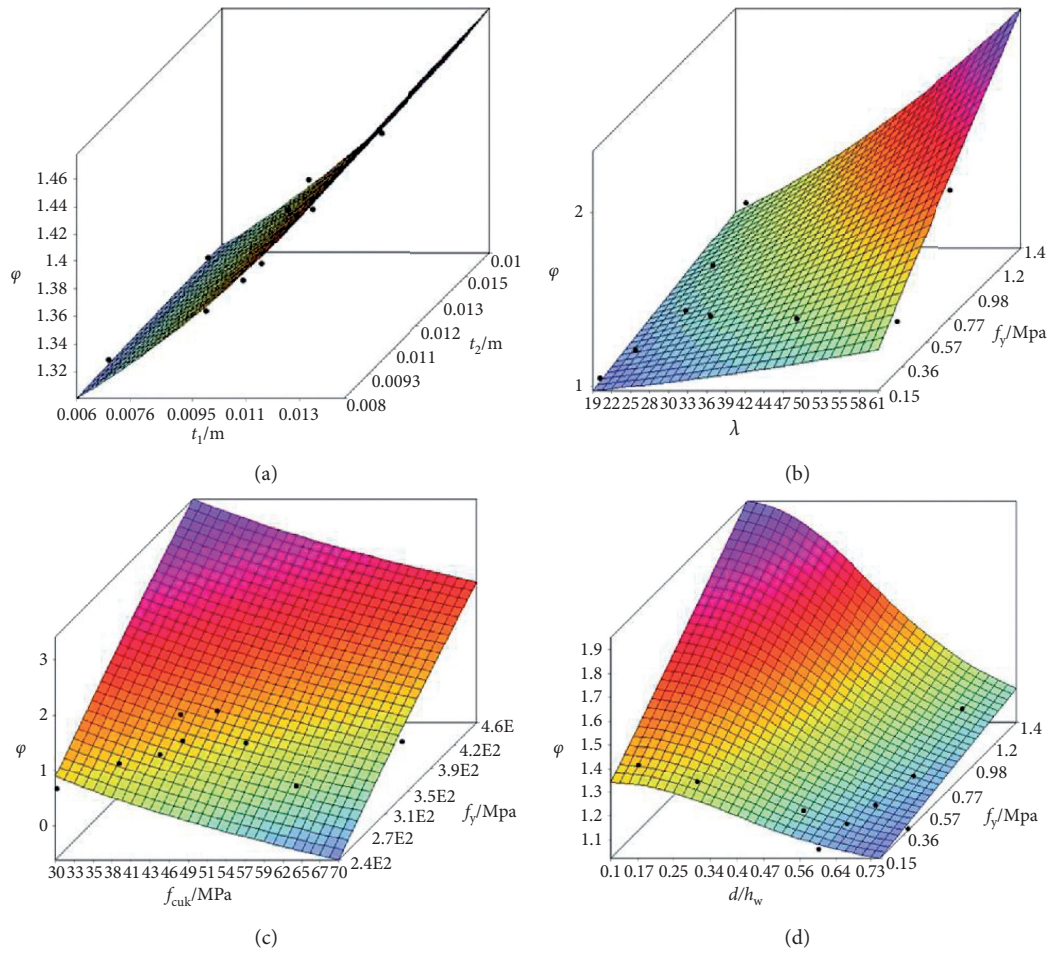 1.46
1.44
1.42
1.4
1.38
1.36
1.34
1.32
φ
0.006 0.0076 0.0095 0.011 0.013
t1/m
0.008
0.0093
0.011
0.012
0.013
0.015
0.01
t2/m
(a)
2
1
φ
19 22 25 28 30 33 36 39 42 44 47 50 53 55 58 61
λ
0.15
0.36
0.57
0.77
0.98
1.2
1.4
fy/Mpa
(b)
3
2
1
0
φ
30 33 35 38 41 43 46 49 51 54 57 59 62 65 67 70
fcuk/MPa
2.4E2
2.7E2
3.1E2
3.5E2
3.9E2
4.2E2
4.6E
fy/Mpa
(c)
1.9
1.8
1.7
1.6
1.5
1.4
1.3
1.2
1.1
φ
0.1 0.17 0.25 0.34 0.40 0.47 0.56 0.64 0.73
d/hw
0.15
0.36
0.57
0.77
0.98
1.2
1.4
fy/Mpa
(d)